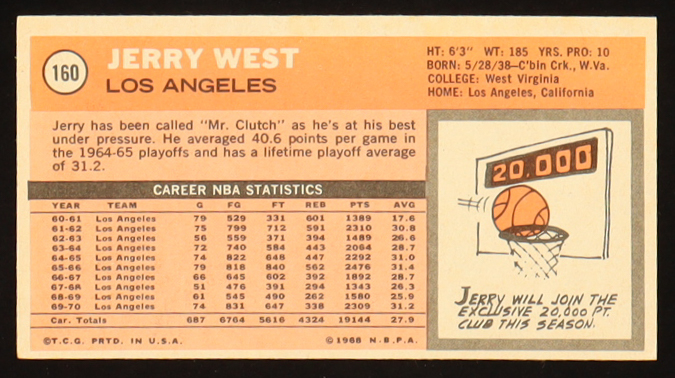 160
JERRY WEST
LOS ANGELES
HT: 6'3" WT: 185 YRS. PRO: 10
BORN: 5/28/38—C'bin Crk., W.Va.
COLLEGE: West Virginia
HOME: Los Angeles, California
Jerry has been called "Mr. Clutch" as he's at his best
under pressure. He averaged 40.6 points per game in
the 1964-65 playoffs and has a lifetime playoff average
of 31.2.
CAREER NBA STATISTICS
YEAR TEAM G FG FT REB PTS AVG
60-61 Los Angeles 79 529 331 601 1389 17.6
61-62 Los Angeles 75 799 712 591 2310 30.8
62-63 Los Angeles 56 559 371 394 1489 26.6
63-64 Los Angeles 72 740 584 443 2064 28.7
64-65 Los Angeles 74 822 648 447 2292 31.0
65-66 Los Angeles 79 818 840 562 2476 31.4
66-67 Los Angeles 66 645 602 392 1892 28.7
67-68 Los Angeles 51 476 391 294 1343 26.3
68-69 Los Angeles 61 545 490 262 1580 25.9
69-70 Los Angeles 74 831 647 338 2309 31.2
Car. Totals 687 6764 5616 4324 19144 27.9
©T.C.G. PRTD. IN U.S.A. ©1968 N.B.P.A.
20,000
JERRY WILL JOIN THE
EXCLUSIVE 20,000 PT.
CLUB THIS SEASON.